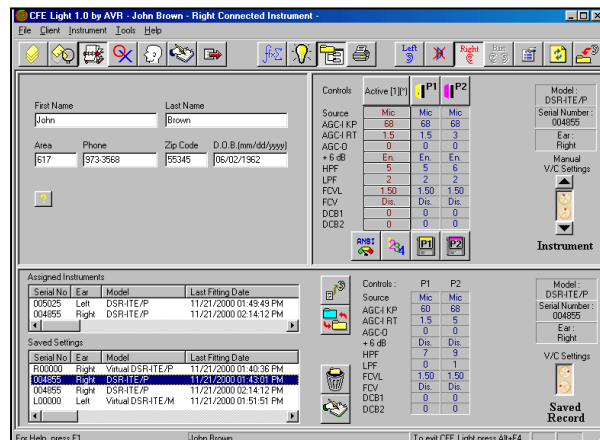 CFE Light 1.0 by AVR - John Brown - Right Connected Instrument -
File Client Instrument Tools Help
Left Right Bin
First Name Last Name
John Brown
Area Phone Zip Code D.O.B.(mm/dd/yyyy)
617 973-3568 55345 06/02/1962
Controls Active [1](*) P1 P2
Source Mic Mic Mic
AGC-I KP 68 68 68
AGC-I RT 1.5 1.5 3
AGC-O 0 0 0
+ 6 dB En. En. En.
HPF 5 5 6
LPF 2 2 2
FCVL 1.50 1.50 1.50
FCV Dis. Dis. Dis.
DCB1 0 0 0
DCB2 0 0 0
ANSI 234 P1 P2
Model :
DSR-ITE/P
Serial Number :
004855
Ear :
Right
Manual
V/C Settings
Instrument
Assigned Instruments
Serial No Ear Model Last Fitting Date
005025 Left DSR-ITE/P 11/21/2000 01:49:49 PM
004855 Right DSR-ITE/P 11/21/2000 02:14:12 PM
Saved Settings
Serial No Ear Model Last Fitting Date
R00000 Right Virtual DSR-ITE/P 11/21/2000 01:40:36 PM
004855 Right DSR-ITE/P 11/21/2000 01:43:01 PM
004855 Right DSR-ITE/P 11/21/2000 02:14:12 PM
L00000 Left Virtual DSR-ITE/M 11/21/2000 01:51:51 PM
Controls : P1 P2
Source Mic Mic
AGC-I KP 60 68
AGC-I RT 1.5 5
AGC-O 0 0
+ 6 dB Dis. Dis.
HPF 7 9
LPF 0 1
FCVL 1.50 1.50
FCV Dis. Dis.
DCB1 0 0
DCB2 0 0
Model :
DSR-ITE/P
Serial Number :
004855
Ear :
Right
V/C Settings
Saved
Record
For Help, press F1 John Brown To exit CFE Light press Alt+F4